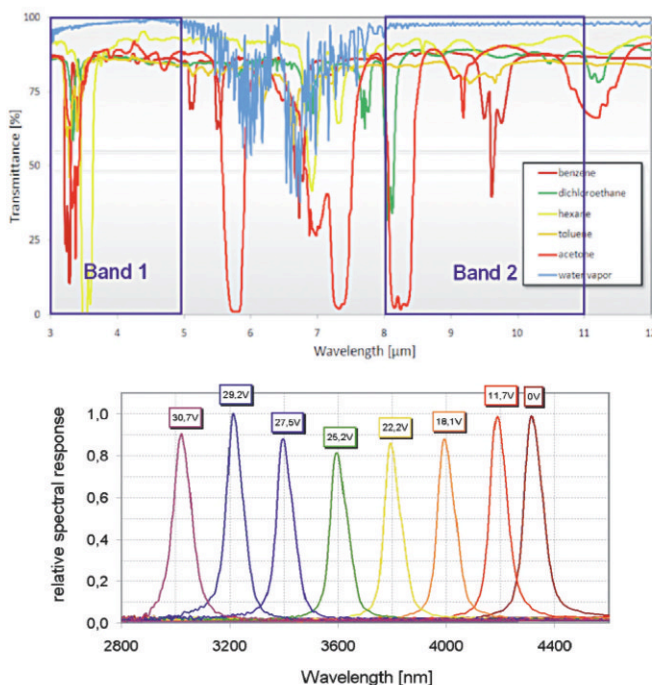 100
75
50
25
0
Transmittance [%]
Band 1
Band 2
benzene
dichloroethane
hexane
toluene
acetone
water vapor
3 4 5 6 7 8 9 10 11 12
Wavelength [µm]
30,7V
29,2V
27,5V
25,2V
22,2V
18,1V
11,7V
0V
1,0
0,8
0,6
0,4
0,2
0,0
relative spectral response
2800 3200 3600 4000 4400
Wavelength [nm]